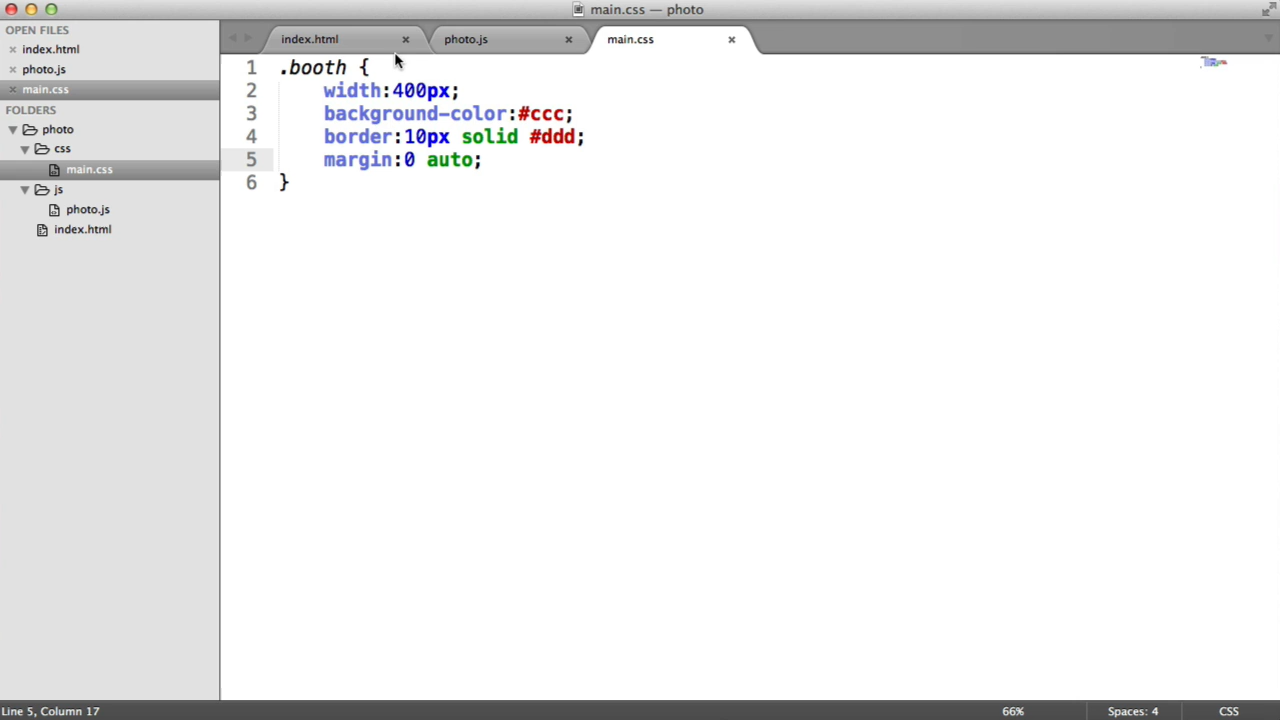 main.css — photo
OPEN FILES
index.html
photo.js
main.css
FOLDERS
photo
css
main.css
js
photo.js
index.html
index.html
photo.js
main.css
1 .booth {
2 width:400px;
3 background-color:#ccc;
4 border:10px solid #ddd;
5 margin:0 auto;
6 }
Line 5, Column 17
66%
Spaces: 4
CSS